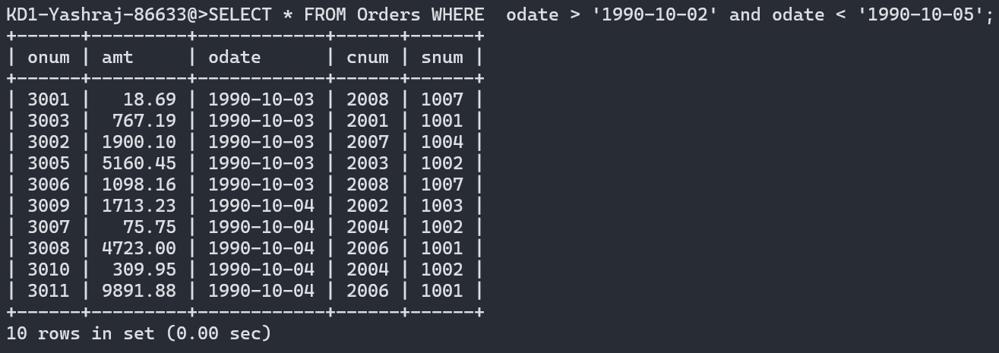 KD1-Yashraj-86633@>SELECT * FROM Orders WHERE  odate > '1990-10-02' and odate < '1990-10-05';
+------+---------+------------+------+------+
| onum | amt     | odate      | cnum | snum |
+------+---------+------------+------+------+
| 3001 |   18.69 | 1990-10-03 | 2008 | 1007 |
| 3003 |  767.19 | 1990-10-03 | 2001 | 1001 |
| 3002 | 1900.10 | 1990-10-03 | 2007 | 1004 |
| 3005 | 5160.45 | 1990-10-03 | 2003 | 1002 |
| 3006 | 1098.16 | 1990-10-03 | 2008 | 1007 |
| 3009 | 1713.23 | 1990-10-04 | 2002 | 1003 |
| 3007 |   75.75 | 1990-10-04 | 2004 | 1002 |
| 3008 | 4723.00 | 1990-10-04 | 2006 | 1001 |
| 3010 |  309.95 | 1990-10-04 | 2004 | 1002 |
| 3011 | 9891.88 | 1990-10-04 | 2006 | 1001 |
+------+---------+------------+------+------+
10 rows in set (0.00 sec)